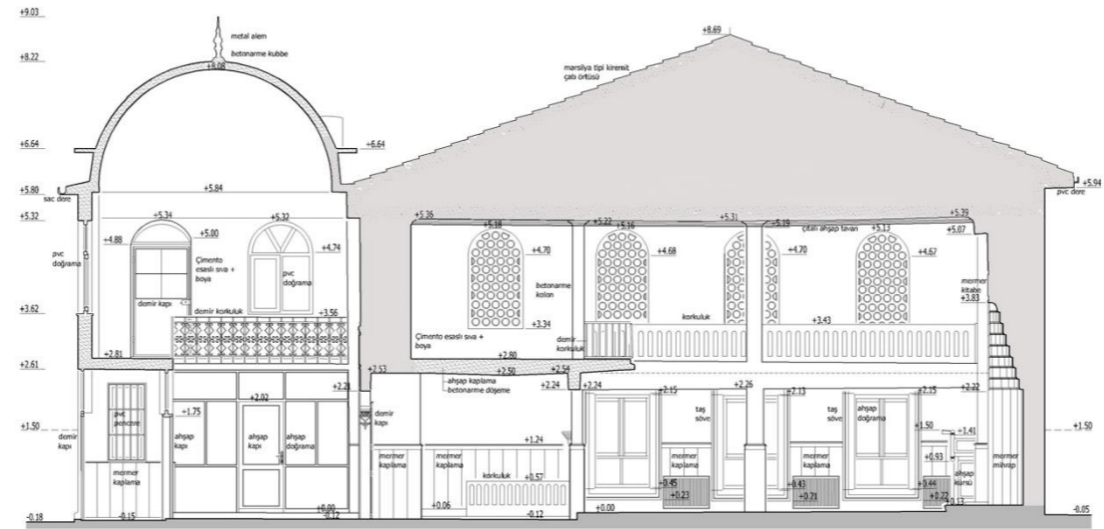 +9.03
metal alem
betonarme kubbe
+8.22
+8.08
+8.69
marsilya tipi kiremit
çatı örtüsü
+6.64
+6.64
+5.80
sac dere
+5.84
+5.94
pvc dere
+5.32
+5.34
+5.32
+5.36
+5.18
+5.22
+5.16
+5.31
+5.19
çıtalı ahşap tavan
+5.13
+5.39
+5.07
+4.88
+5.00
+4.74
+4.70
+4.68
+4.70
+4.67
pvc
doğrama
Çimento
esaslı sıva +
boya
pvc
doğrama
betonarme
kolon
mermer
kitabe
+3.83
demir kapı
demir korkuluk
+3.62
+3.56
+3.34
korkuluk
+3.43
Çimento esaslı sıva +
boya
demir
korkuluk
+2.81
+2.80
+2.61
+2.53
+2.50
+2.54
ahşap kaplama
betonarme döşeme
+2.21
+2.24
+2.24
+2.15
+2.26
+2.13
+2.15
+2.22
+2.02
+1.75
pvc
pencere
demir
kapı
taş
söve
taş
söve
ahşap
doğrama
+1.50
+1.50
+1.41
+1.50
demir
kapı
ahşap
kapı
ahşap
kapı
ahşap
doğrama
+1.24
mermer
kaplama
mermer
kaplama
mermer
kaplama
mermer
kaplama
mermer
kaplama
+0.93
ahşap
kürsü
mermer
mihrap
korkuluk
+0.57
+0.45
+0.23
+0.43
+0.21
+0.44
+0.22
+0.13
+0.06
+0.00
+0.00
-0.18
-0.15
-0.12
-0.12
-0.05